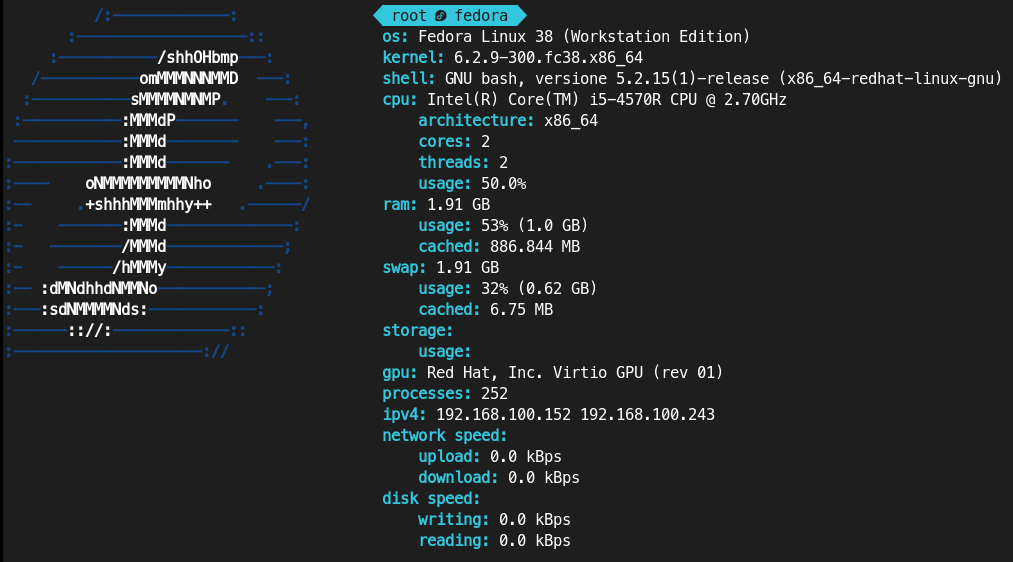 root fedora
os: Fedora Linux 38 (Workstation Edition)
kernel: 6.2.9-300.fc38.x86_64
shell: GNU bash, versione 5.2.15(1)-release (x86_64-redhat-linux-gnu)
cpu: Intel(R) Core(TM) i5-4570R CPU @ 2.70GHz
architecture: x86_64
cores: 2
threads: 2
usage: 50.0%
ram: 1.91 GB
usage: 53% (1.0 GB)
cached: 886.844 MB
swap: 1.91 GB
usage: 32% (0.62 GB)
cached: 6.75 MB
storage:
usage:
gpu: Red Hat, Inc. Virtio GPU (rev 01)
processes: 252
ipv4: 192.168.100.152 192.168.100.243
network speed:
upload: 0.0 kBps
download: 0.0 kBps
disk speed:
writing: 0.0 kBps
reading: 0.0 kBps